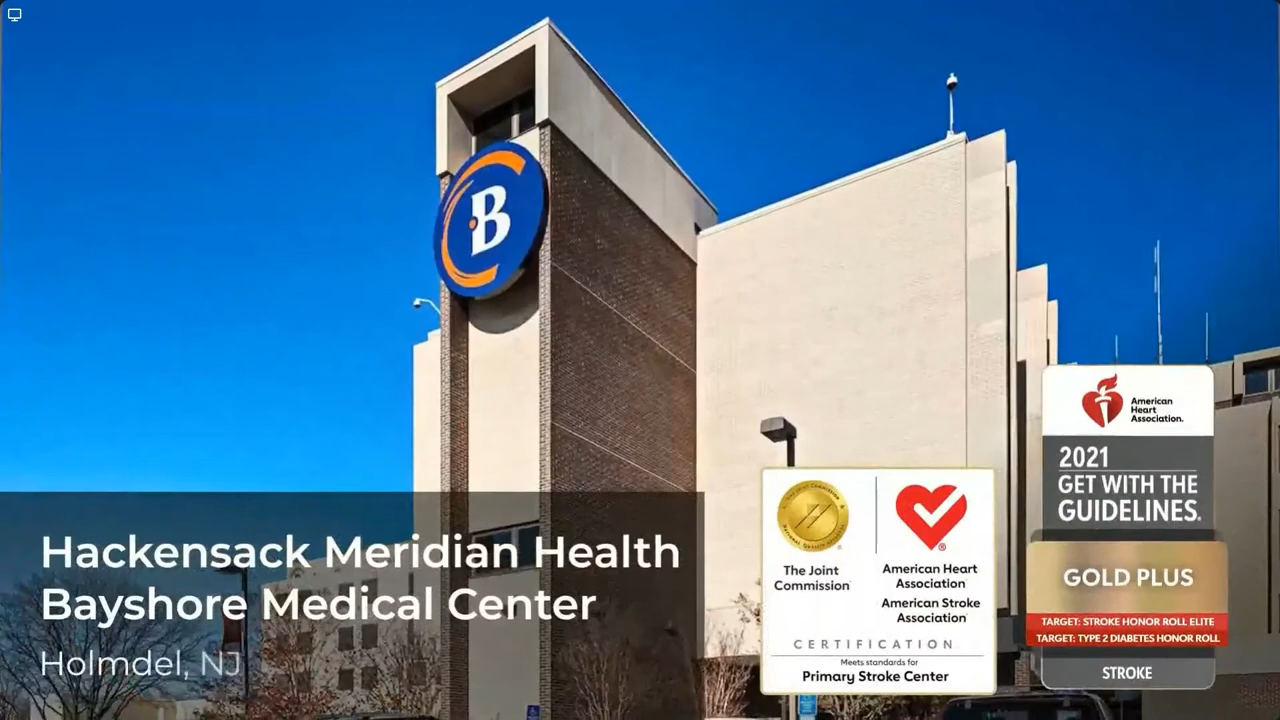 B
Hackensack Meridian Health
Bayshore Medical Center
Holmdel, NJ
The Joint
Commission
American Heart
Association
American Stroke
Association
CERTIFICATION
Meets standards for
Primary Stroke Center
American
Heart
Association.
2021
GET WITH THE
GUIDELINES®
GOLD PLUS
TARGET: STROKE HONOR ROLL ELITE
TARGET: TYPE 2 DIABETES HONOR ROLL
STROKE